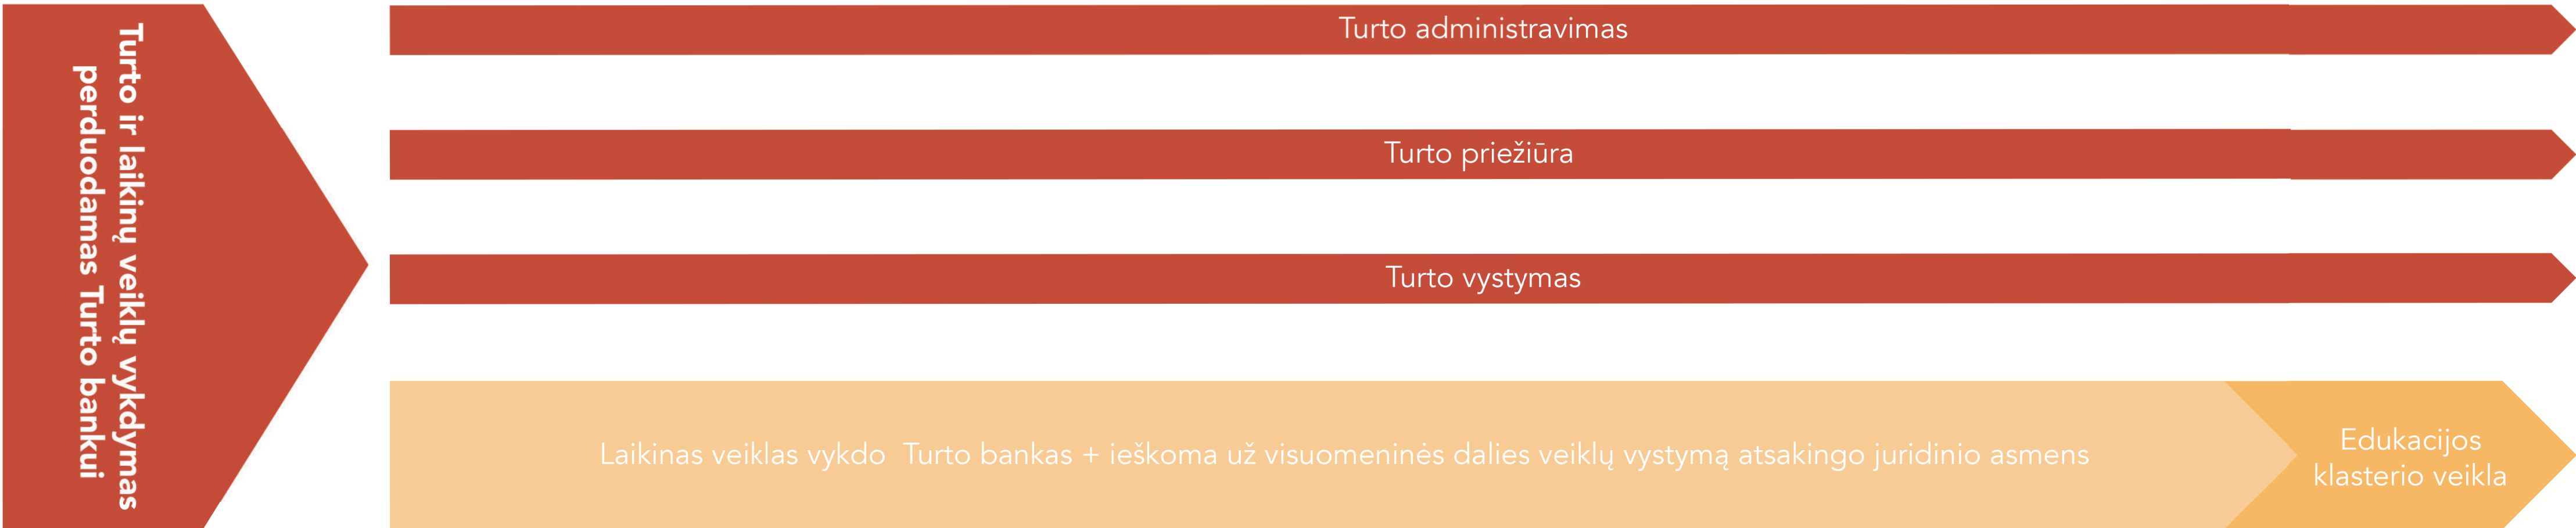 Turto ir laikinų veiklų vykdymas
perduodamas Turto bankui
Turto administravimas
Turto priežiūra
Turto vystymas
Laikinas veiklas vykdo  Turto bankas + ieškoma už visuomeninės dalies veiklų vystymą atsakingo juridinio asmens
Edukacijos
klasterio veikla